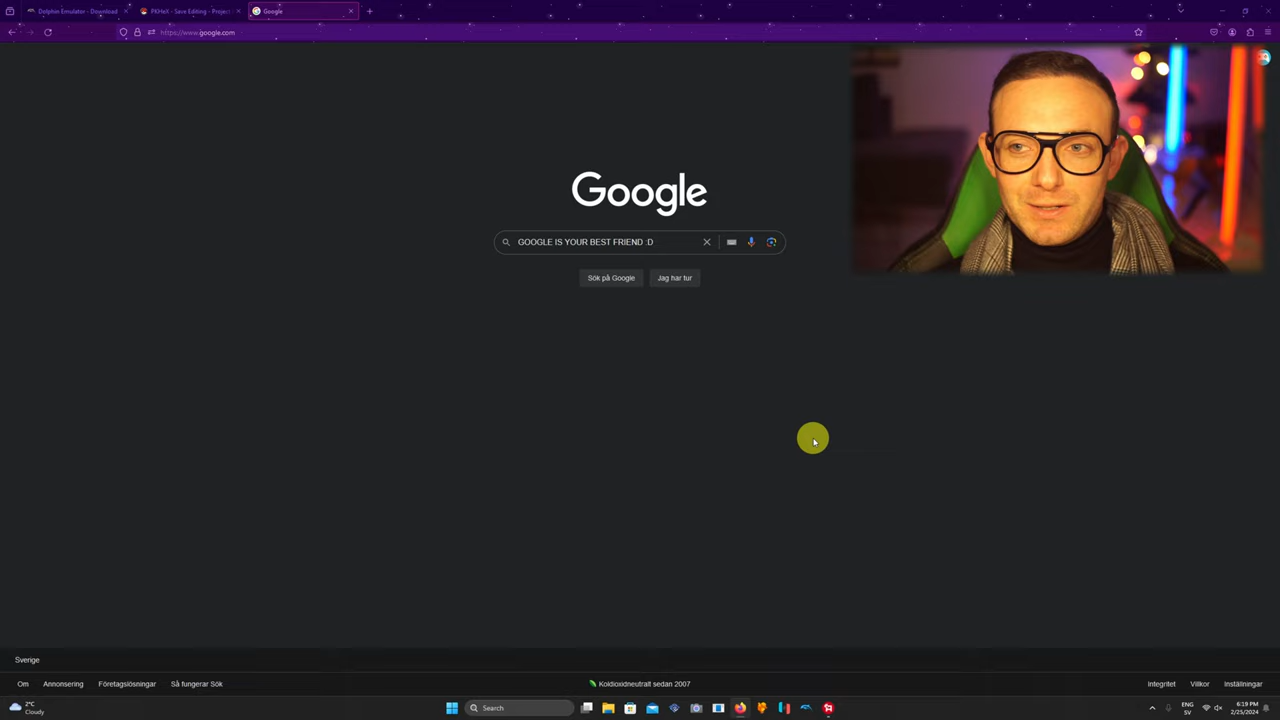 Dolphin Emulator - Download
PKHeX - Save Editing - Project
Google
https://www.google.com
Google
GOOGLE IS YOUR BEST FRIEND :D
Sök på Google
Jag har tur
Sverige
Om
Annonsering
Företagslösningar
Så fungerar Sök
Koldioxidneutralt sedan 2007
Integritet
Villkor
Inställningar
2°C
Cloudy
Search
ENG
SV
6:19 PM
2/25/2024